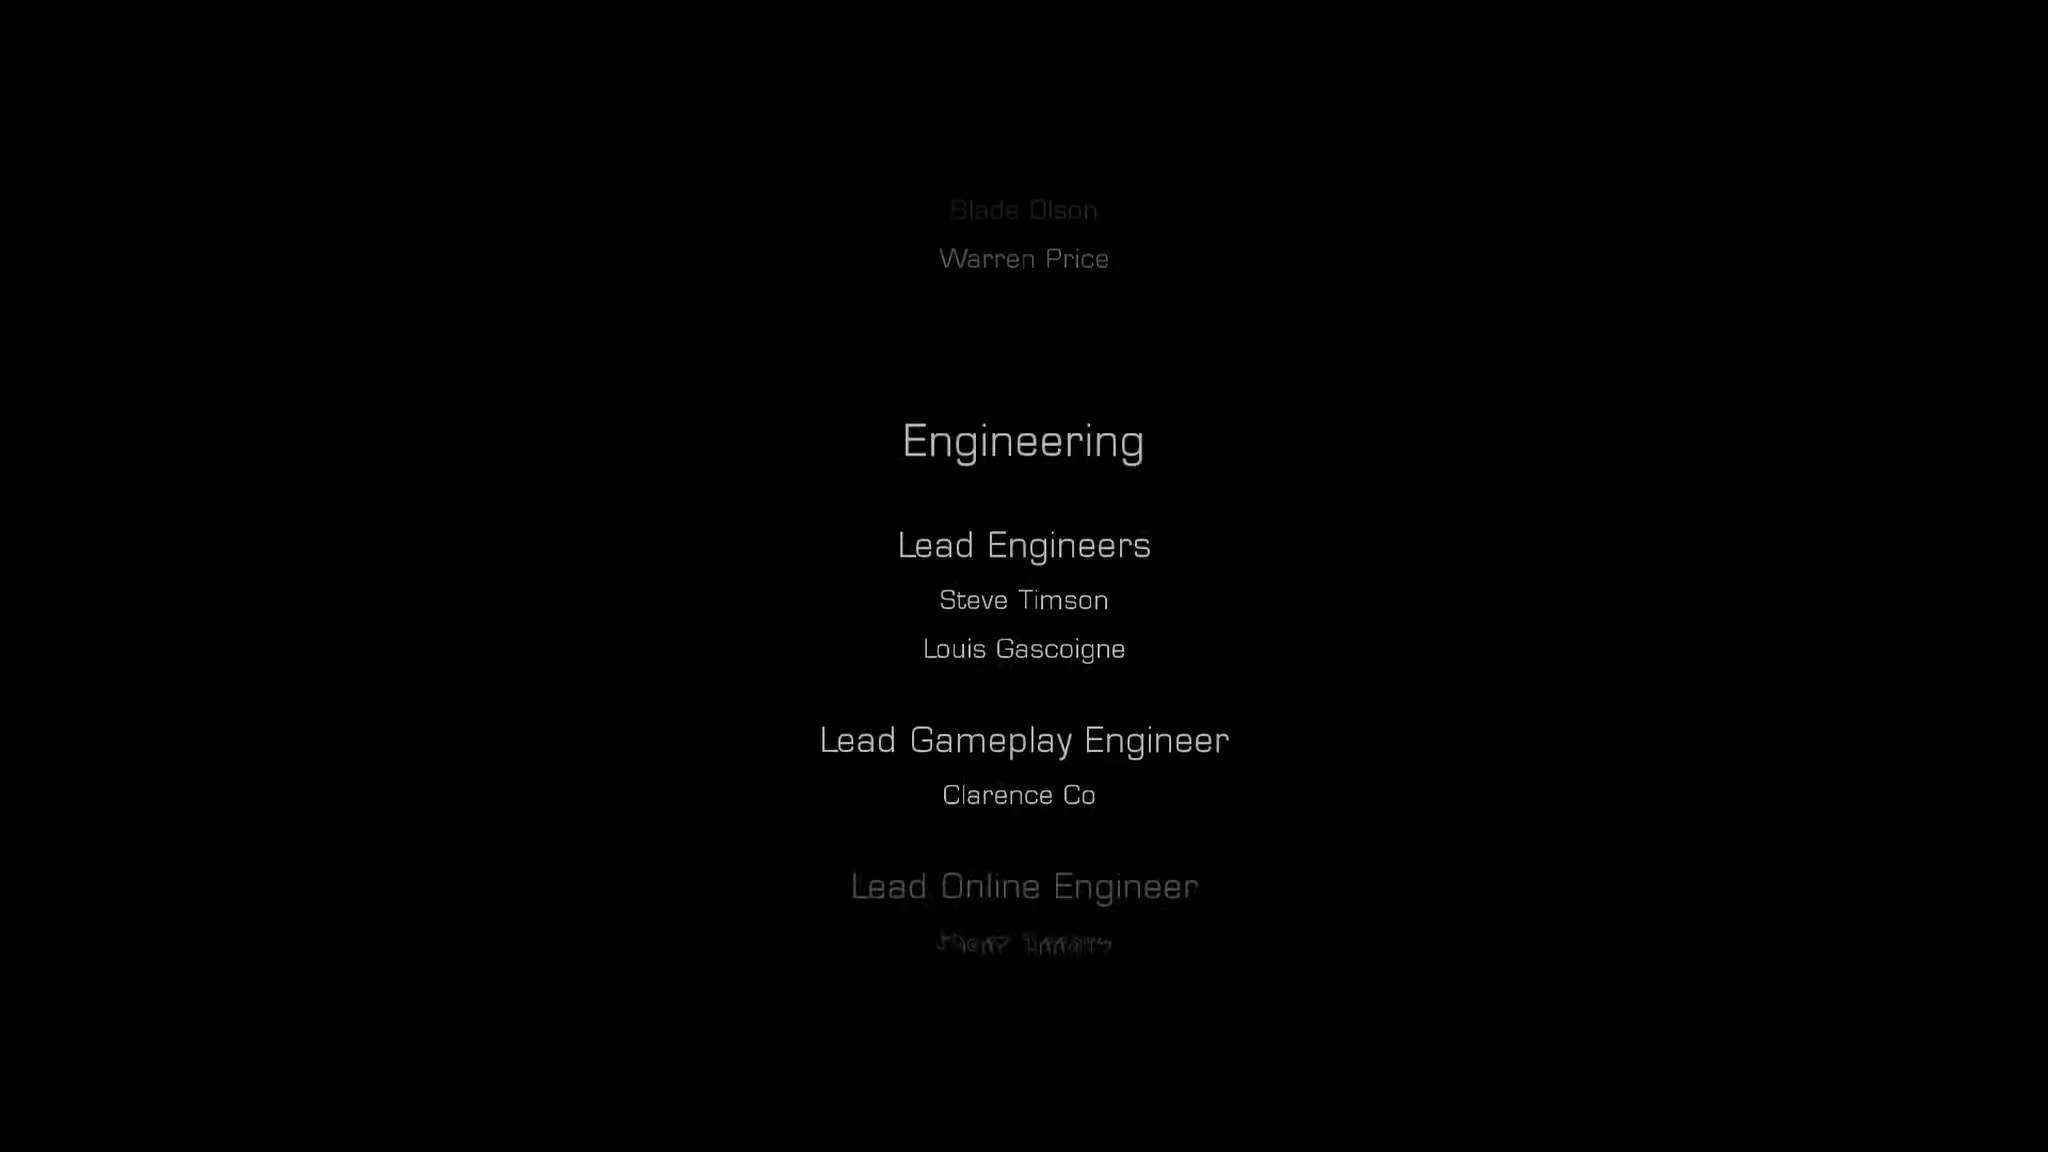 Blade Olson
Warren Price
Engineering
Lead Engineers
Steve Timson
Louis Gascoigne
Lead Gameplay Engineer
Clarence Co
Lead Online Engineer